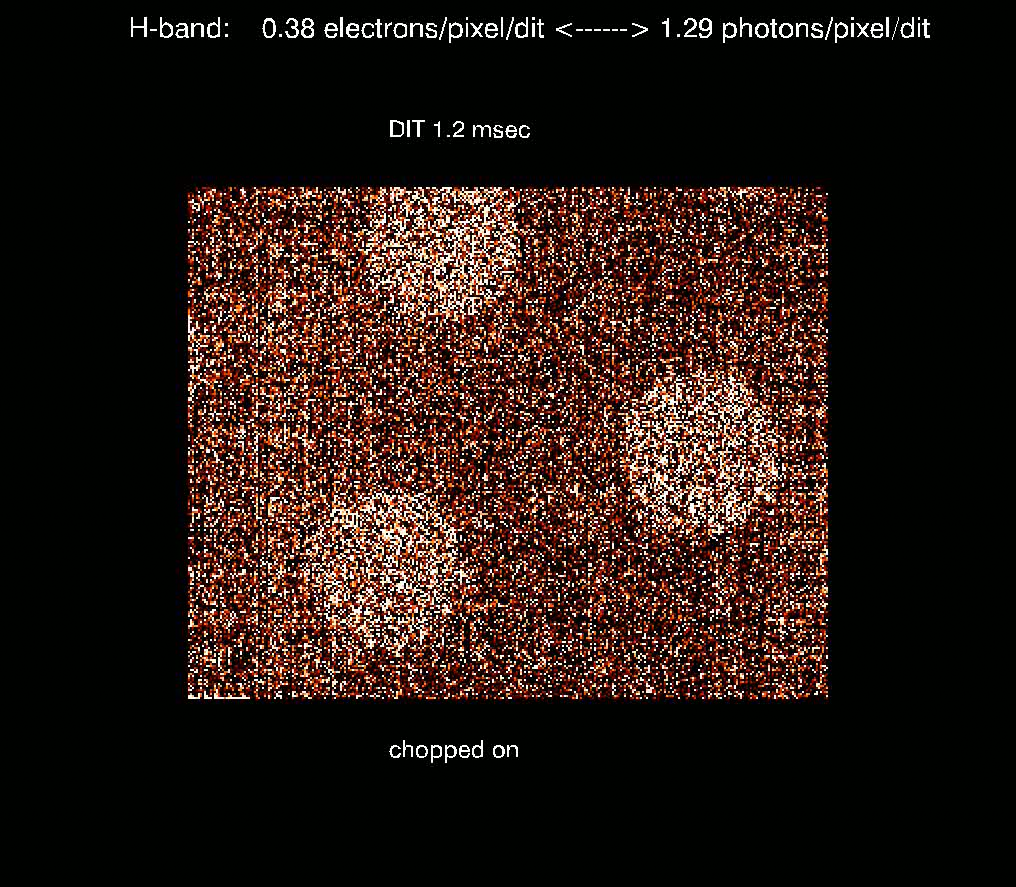 H-band: 0.38 electrons/pixel/dit <------> 1.29 photons/pixel/dit
DIT 1.2 msec
chopped on